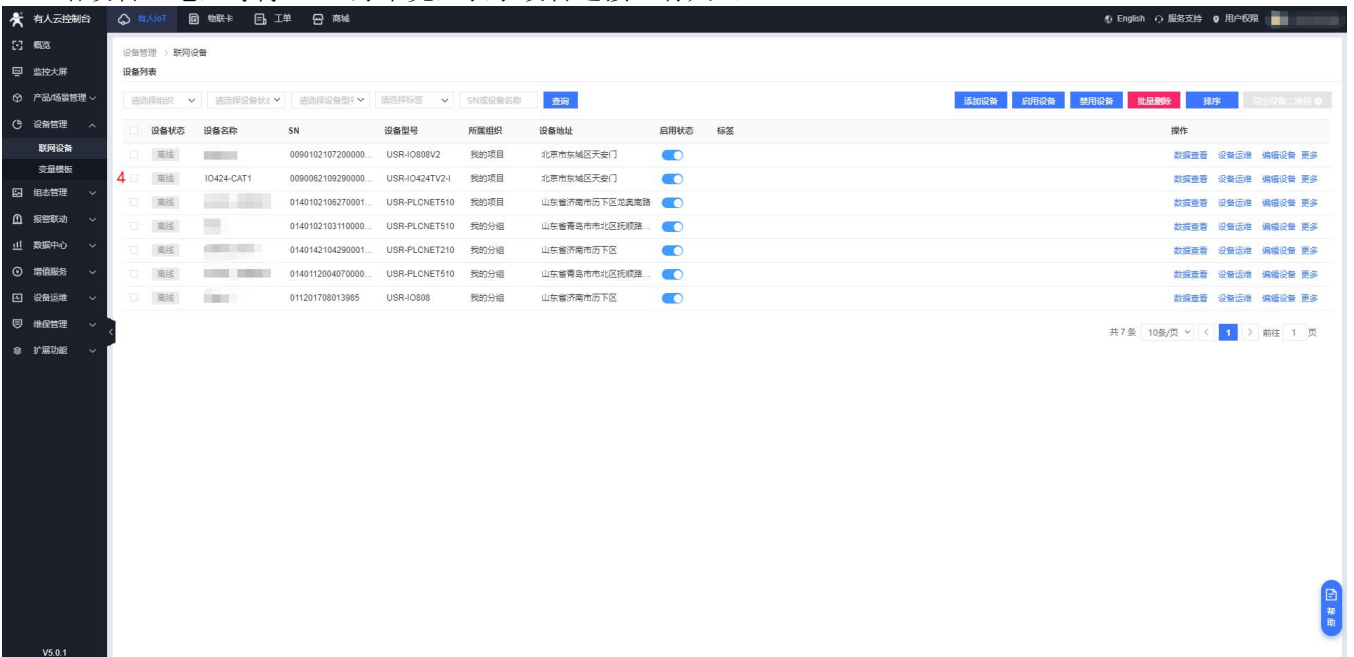 有人云控制台 有人IoT 物联卡 工单 商城 English 服务支持 用户权限
概览
监控大屏
产品/场景管理
设备管理
联网设备
变量模板
组态管理
报警联动
数据中心
增值服务
设备运维
维保管理
扩展功能
V5.0.1
设备管理 > 联网设备
设备列表
请选择组织 请选择设备状态 请选择设备型号 请选择标签 SN或设备名称 查询 添加设备 启用设备 禁用设备 批量删除 排序 导出设备二维码
设备状态 设备名称 SN 设备型号 所属组织 设备地址 启用状态 标签 操作
离线 0090102107200000... USR-IO808V2 我的项目 北京市东城区天安门 数据查看 设备运维 编辑设备 更多
4 离线 IO424-CAT1 0090062109290000... USR-IO424TV2-I 我的项目 北京市东城区天安门 数据查看 设备运维 编辑设备 更多
离线 0140102106270001... USR-PLCNET510 我的项目 山东省济南市历下区龙奥南路 数据查看 设备运维 编辑设备 更多
离线 0140102103110000... USR-PLCNET510 我的分组 山东省青岛市市北区抚顺路... 数据查看 设备运维 编辑设备 更多
离线 0140142104290001... USR-PLCNET210 我的分组 山东省济南市历下区 数据查看 设备运维 编辑设备 更多
离线 0140112004070000... USR-PLCNET510 我的分组 山东省青岛市市北区抚顺路... 数据查看 设备运维 编辑设备 更多
离线 011201708013985 USR-IO808 我的分组 山东省济南市历下区 数据查看 设备运维 编辑设备 更多
共 7 条 10条/页 < 1 > 前往 1 页
帮助